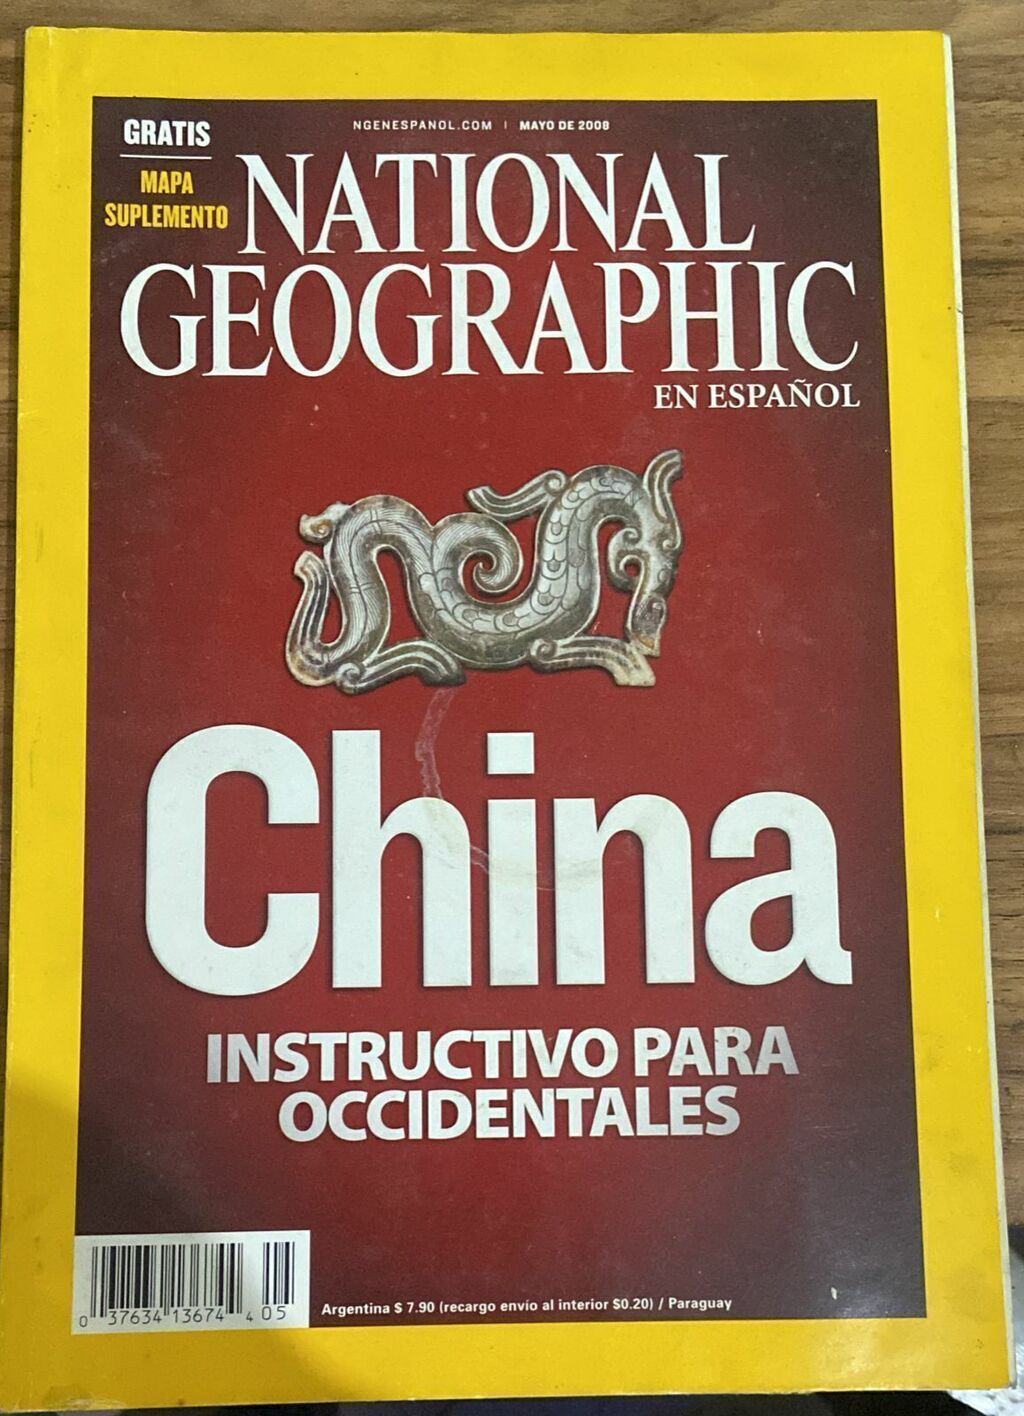 GRATIS
MAPA
SUPLEMENTO
NGENESPANOL.COM | MAYO DE 2008
NATIONAL
GEOGRAPHIC
EN ESPAÑOL
China
INSTRUCTIVO PARA
OCCIDENTALES
0 37634 13674 4 05
Argentina $ 7.90 (recargo envío al interior $0.20) / Paraguay